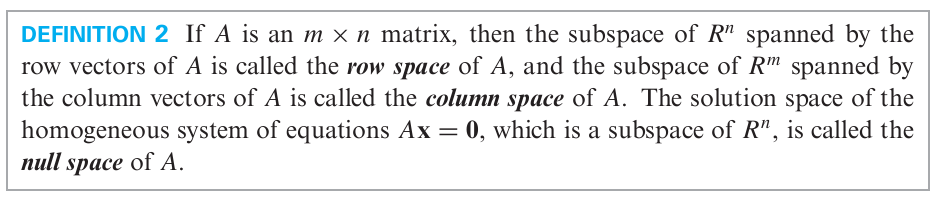 DEFINITION 2 If A is an m × n matrix, then the subspace of Rⁿ spanned by the
row vectors of A is called the row space of A, and the subspace of Rᵐ spanned by
the column vectors of A is called the column space of A. The solution space of the
homogeneous system of equations Ax = 0, which is a subspace of Rⁿ, is called the
null space of A.